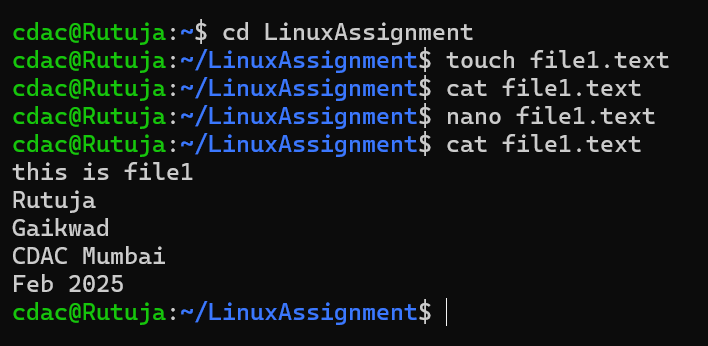 cdac@Rutuja:~$ cd LinuxAssignment
cdac@Rutuja:~/LinuxAssignment$ touch file1.text
cdac@Rutuja:~/LinuxAssignment$ cat file1.text
cdac@Rutuja:~/LinuxAssignment$ nano file1.text
cdac@Rutuja:~/LinuxAssignment$ cat file1.text
this is file1
Rutuja
Gaikwad
CDAC Mumbai
Feb 2025
cdac@Rutuja:~/LinuxAssignment$